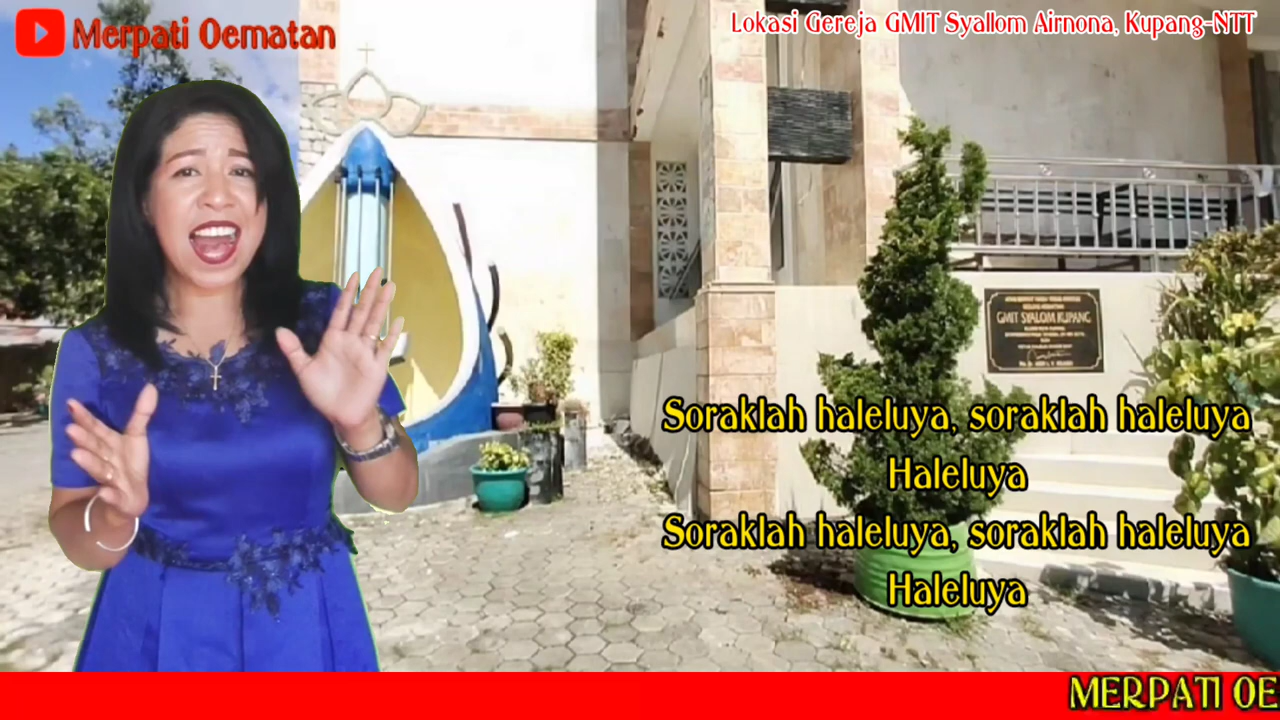 Merpati Oematan
Lokasi Gereja GMIT Syallom Airnona, Kupang-NTT
GMIT SYALOM KUPANG
Soraklah haleluya, soraklah haleluya
Haleluya
Soraklah haleluya, soraklah haleluya
Haleluya
MERPATI OE